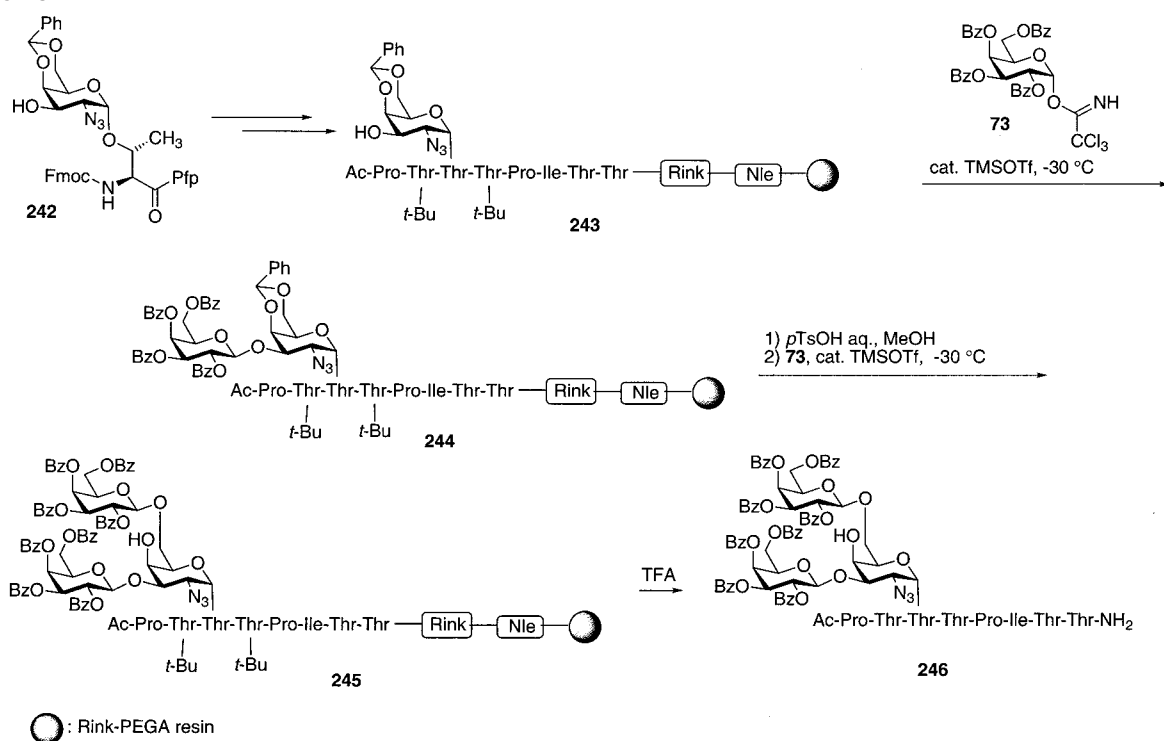 Ph
O
O
O
HO
N3
O
CH3
Fmoc
N
H
Pfp
O
242
Ph
O
O
O
HO
N3
Ac-Pro-Thr-Thr-Thr-Pro-Ile-Thr-Thr
Rink
Nle
t-Bu
t-Bu
243
BzO
OBz
O
BzO
BzO
O
NH
CCl3
73
cat. TMSOTf, -30 °C
Ph
O
O
O
BzO
OBz
O
BzO
BzO
O
N3
Ac-Pro-Thr-Thr-Thr-Pro-Ile-Thr-Thr
Rink
Nle
t-Bu
t-Bu
244
1) pTsOH aq., MeOH
2) 73, cat. TMSOTf, -30 °C
BzO
OBz
O
BzO
BzO
O
BzO
OBz
HO
O
O
BzO
BzO
O
N3
Ac-Pro-Thr-Thr-Thr-Pro-Ile-Thr-Thr
Rink
Nle
t-Bu
t-Bu
245
TFA
BzO
OBz
O
BzO
BzO
O
BzO
OBz
HO
O
O
BzO
BzO
O
N3
Ac-Pro-Thr-Thr-Thr-Pro-Ile-Thr-Thr-NH2
246
: Rink-PEGA resin